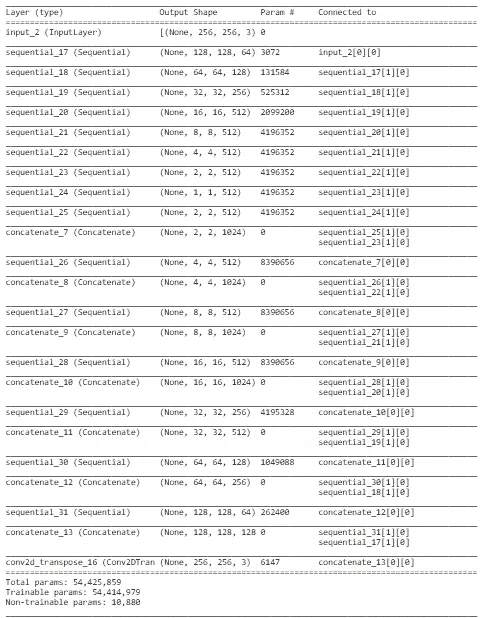 Layer (type) Output Shape Param # Connected to
input_2 (InputLayer) [(None, 256, 256, 3) 0
sequential_17 (Sequential) (None, 128, 128, 64) 3072 input_2[0][0]
sequential_18 (Sequential) (None, 64, 64, 128) 131584 sequential_17[1][0]
sequential_19 (Sequential) (None, 32, 32, 256) 525312 sequential_18[1][0]
sequential_20 (Sequential) (None, 16, 16, 512) 2099200 sequential_19[1][0]
sequential_21 (Sequential) (None, 8, 8, 512) 4196352 sequential_20[1][0]
sequential_22 (Sequential) (None, 4, 4, 512) 4196352 sequential_21[1][0]
sequential_23 (Sequential) (None, 2, 2, 512) 4196352 sequential_22[1][0]
sequential_24 (Sequential) (None, 1, 1, 512) 4196352 sequential_23[1][0]
sequential_25 (Sequential) (None, 2, 2, 512) 4196352 sequential_24[1][0]
concatenate_7 (Concatenate) (None, 2, 2, 1024) 0 sequential_25[1][0]
sequential_23[1][0]
sequential_26 (Sequential) (None, 4, 4, 512) 8390656 concatenate_7[0][0]
concatenate_8 (Concatenate) (None, 4, 4, 1024) 0 sequential_26[1][0]
sequential_22[1][0]
sequential_27 (Sequential) (None, 8, 8, 512) 8390656 concatenate_8[0][0]
concatenate_9 (Concatenate) (None, 8, 8, 1024) 0 sequential_27[1][0]
sequential_21[1][0]
sequential_28 (Sequential) (None, 16, 16, 512) 8390656 concatenate_9[0][0]
concatenate_10 (Concatenate) (None, 16, 16, 1024) 0 sequential_28[1][0]
sequential_20[1][0]
sequential_29 (Sequential) (None, 32, 32, 256) 4195328 concatenate_10[0][0]
concatenate_11 (Concatenate) (None, 32, 32, 512) 0 sequential_29[1][0]
sequential_19[1][0]
sequential_30 (Sequential) (None, 64, 64, 128) 1049088 concatenate_11[0][0]
concatenate_12 (Concatenate) (None, 64, 64, 256) 0 sequential_30[1][0]
sequential_18[1][0]
sequential_31 (Sequential) (None, 128, 128, 64) 262400 concatenate_12[0][0]
concatenate_13 (Concatenate) (None, 128, 128, 128 0 sequential_31[1][0]
sequential_17[1][0]
conv2d_transpose_16 (Conv2DTran (None, 256, 256, 3) 6147 concatenate_13[0][0]
Total params: 54,425,859
Trainable params: 54,414,979
Non-trainable params: 10,880